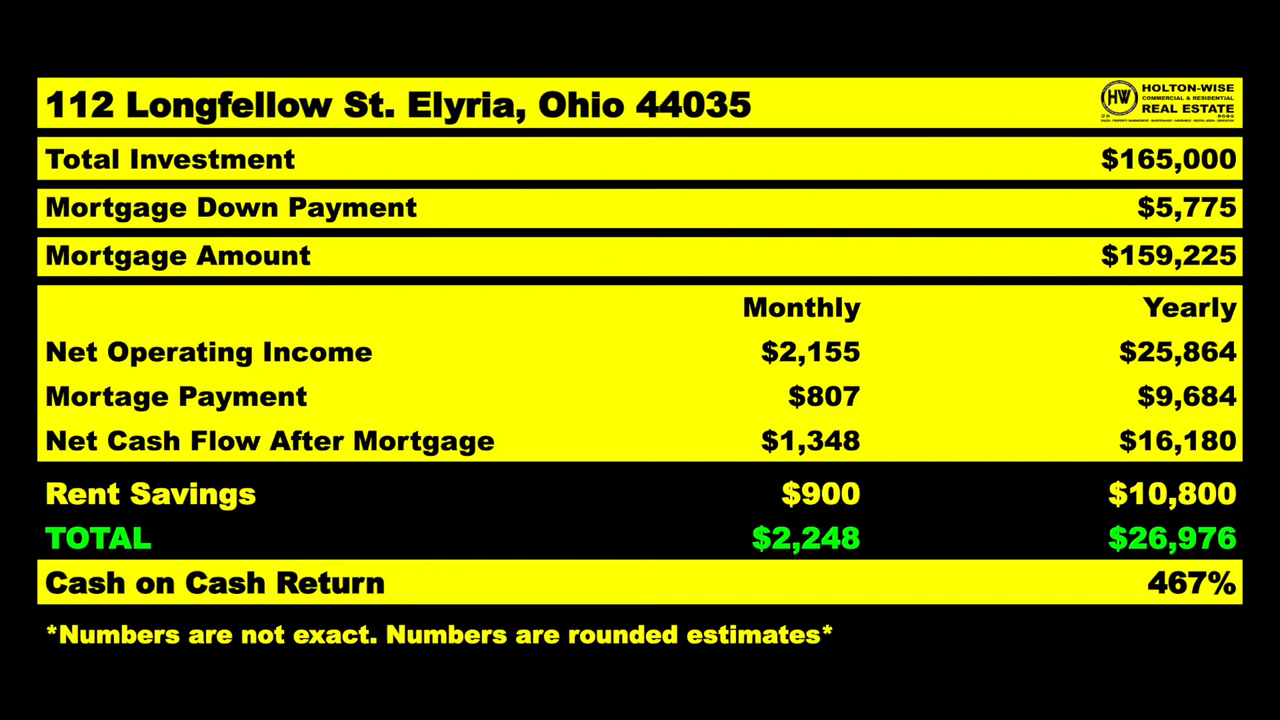 112 Longfellow St. Elyria, Ohio 44035
HOLTON-WISE
COMMERCIAL & RESIDENTIAL
REAL ESTATE
Total Investment $165,000
Mortgage Down Payment $5,775
Mortgage Amount $159,225
Monthly Yearly
Net Operating Income $2,155 $25,864
Mortage Payment $807 $9,684
Net Cash Flow After Mortgage $1,348 $16,180
Rent Savings $900 $10,800
TOTAL $2,248 $26,976
Cash on Cash Return 467%
*Numbers are not exact. Numbers are rounded estimates*